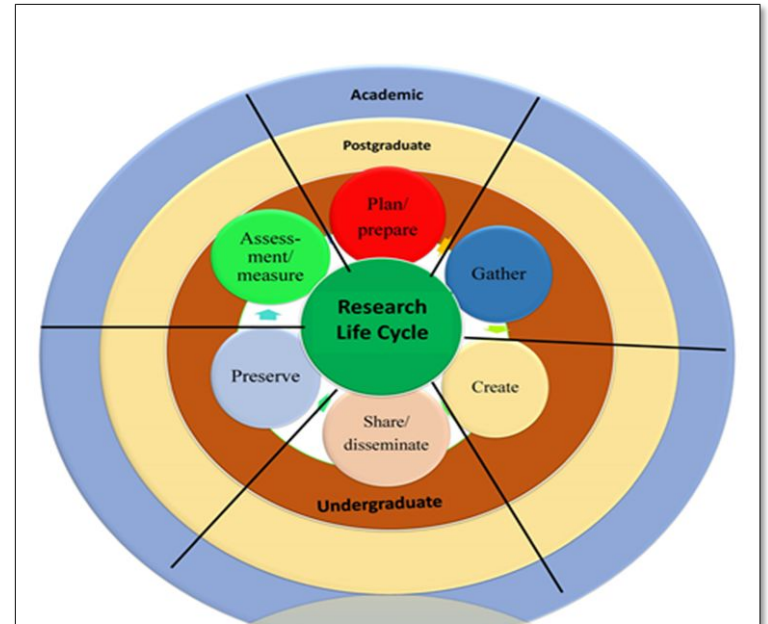 Academic
Postgraduate
Plan/
prepare
Assess-
ment/
measure
Gather
Research
Life Cycle
Preserve
Create
Share/
disseminate
Undergraduate